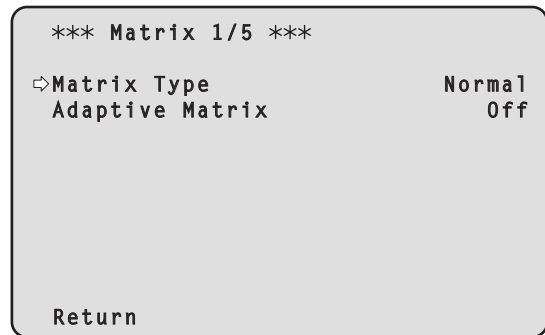 *** Matrix 1/5 ***
⇨Matrix Type Normal
Adaptive Matrix Off
Return